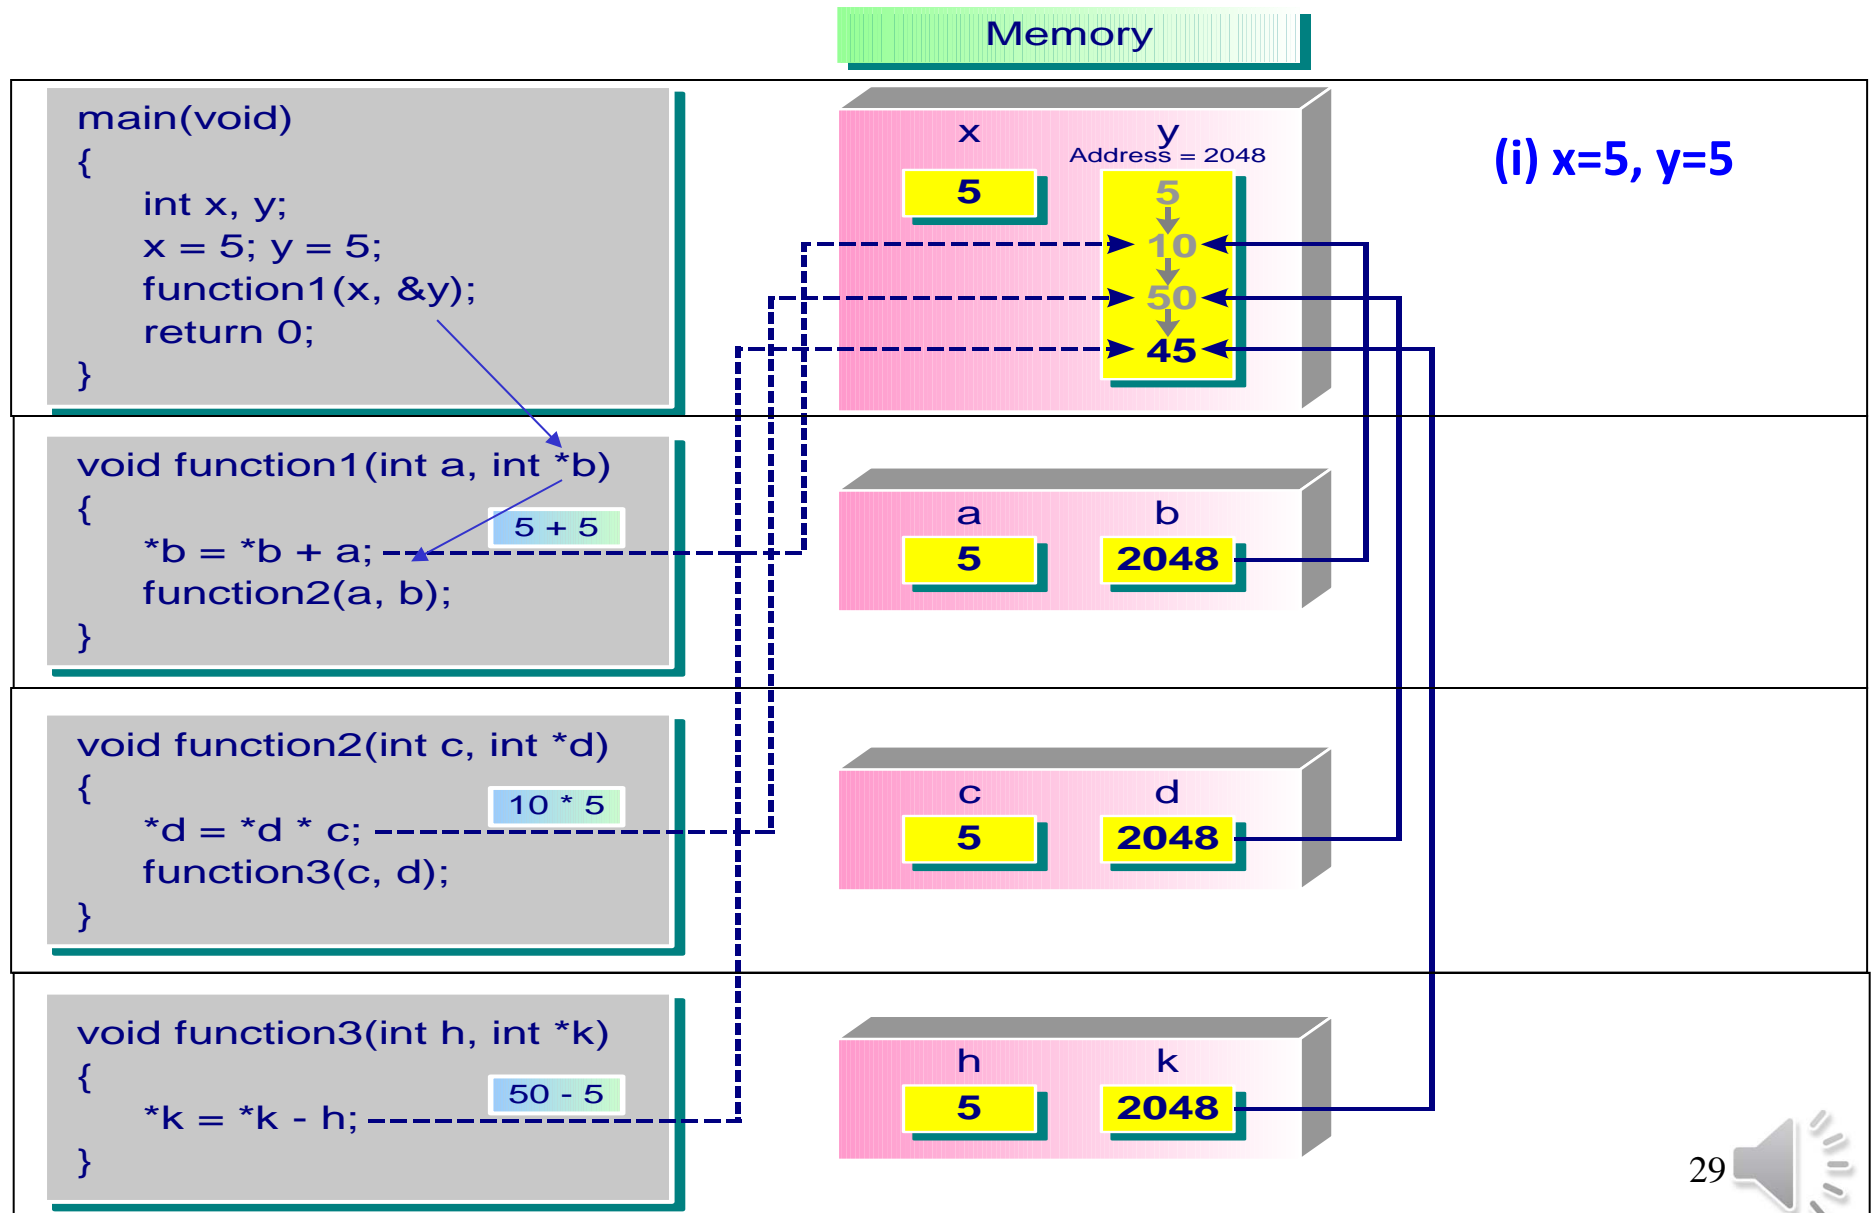 Memory
main(void)
{
int x, y;
x = 5; y = 5;
function1(x, &y);
return 0;
}
x y
Address = 2048
5 5
10
50
45
(i) x=5, y=5
void function1(int a, int *b)
{
5 + 5
*b = *b + a;
function2(a, b);
}
a b
5 2048
void function2(int c, int *d)
{
10 * 5
*d = *d * c;
function3(c, d);
}
c d
5 2048
void function3(int h, int *k)
{
50 - 5
*k = *k - h;
}
h k
5 2048
29